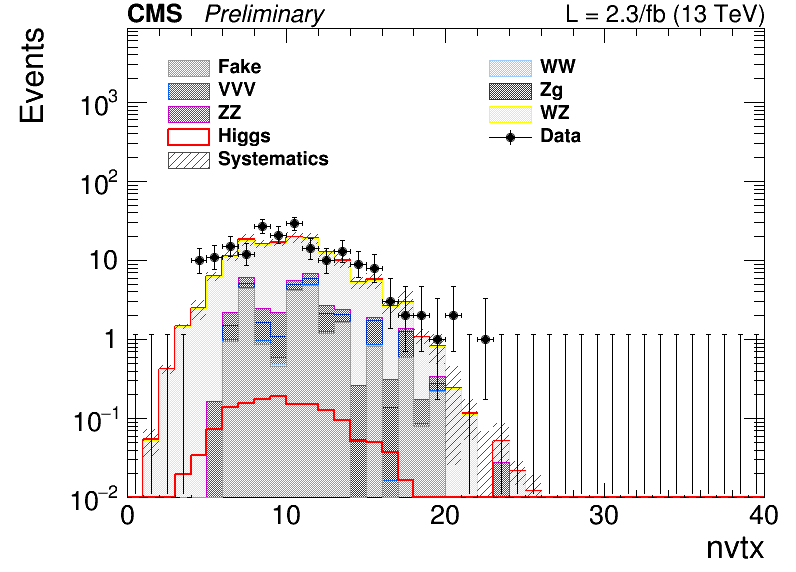 CMS Preliminary L = 2.3/fb (13 TeV)
Events
Fake WW
VVV Zg
ZZ WZ
Higgs Data
Systematics
10³
10²
10
1
10⁻¹
10⁻²
0 10 20 30 40
nvtx